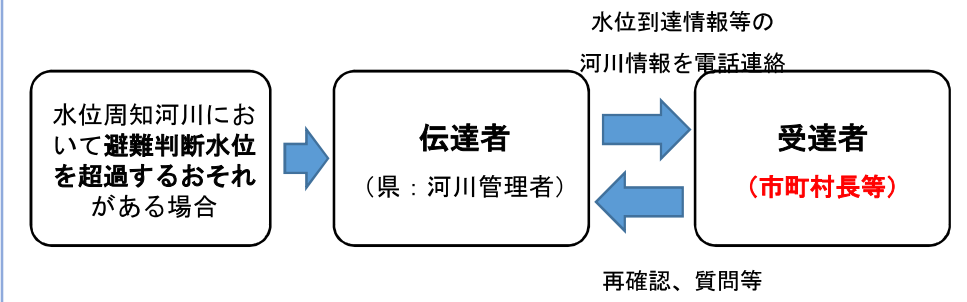 水位到達情報等の
河川情報を電話連絡
水位周知河川にお
いて避難判断水位
を超過するおそれ
がある場合
伝達者
（県：河川管理者）
受達者
（市町村長等）
再確認、質問等